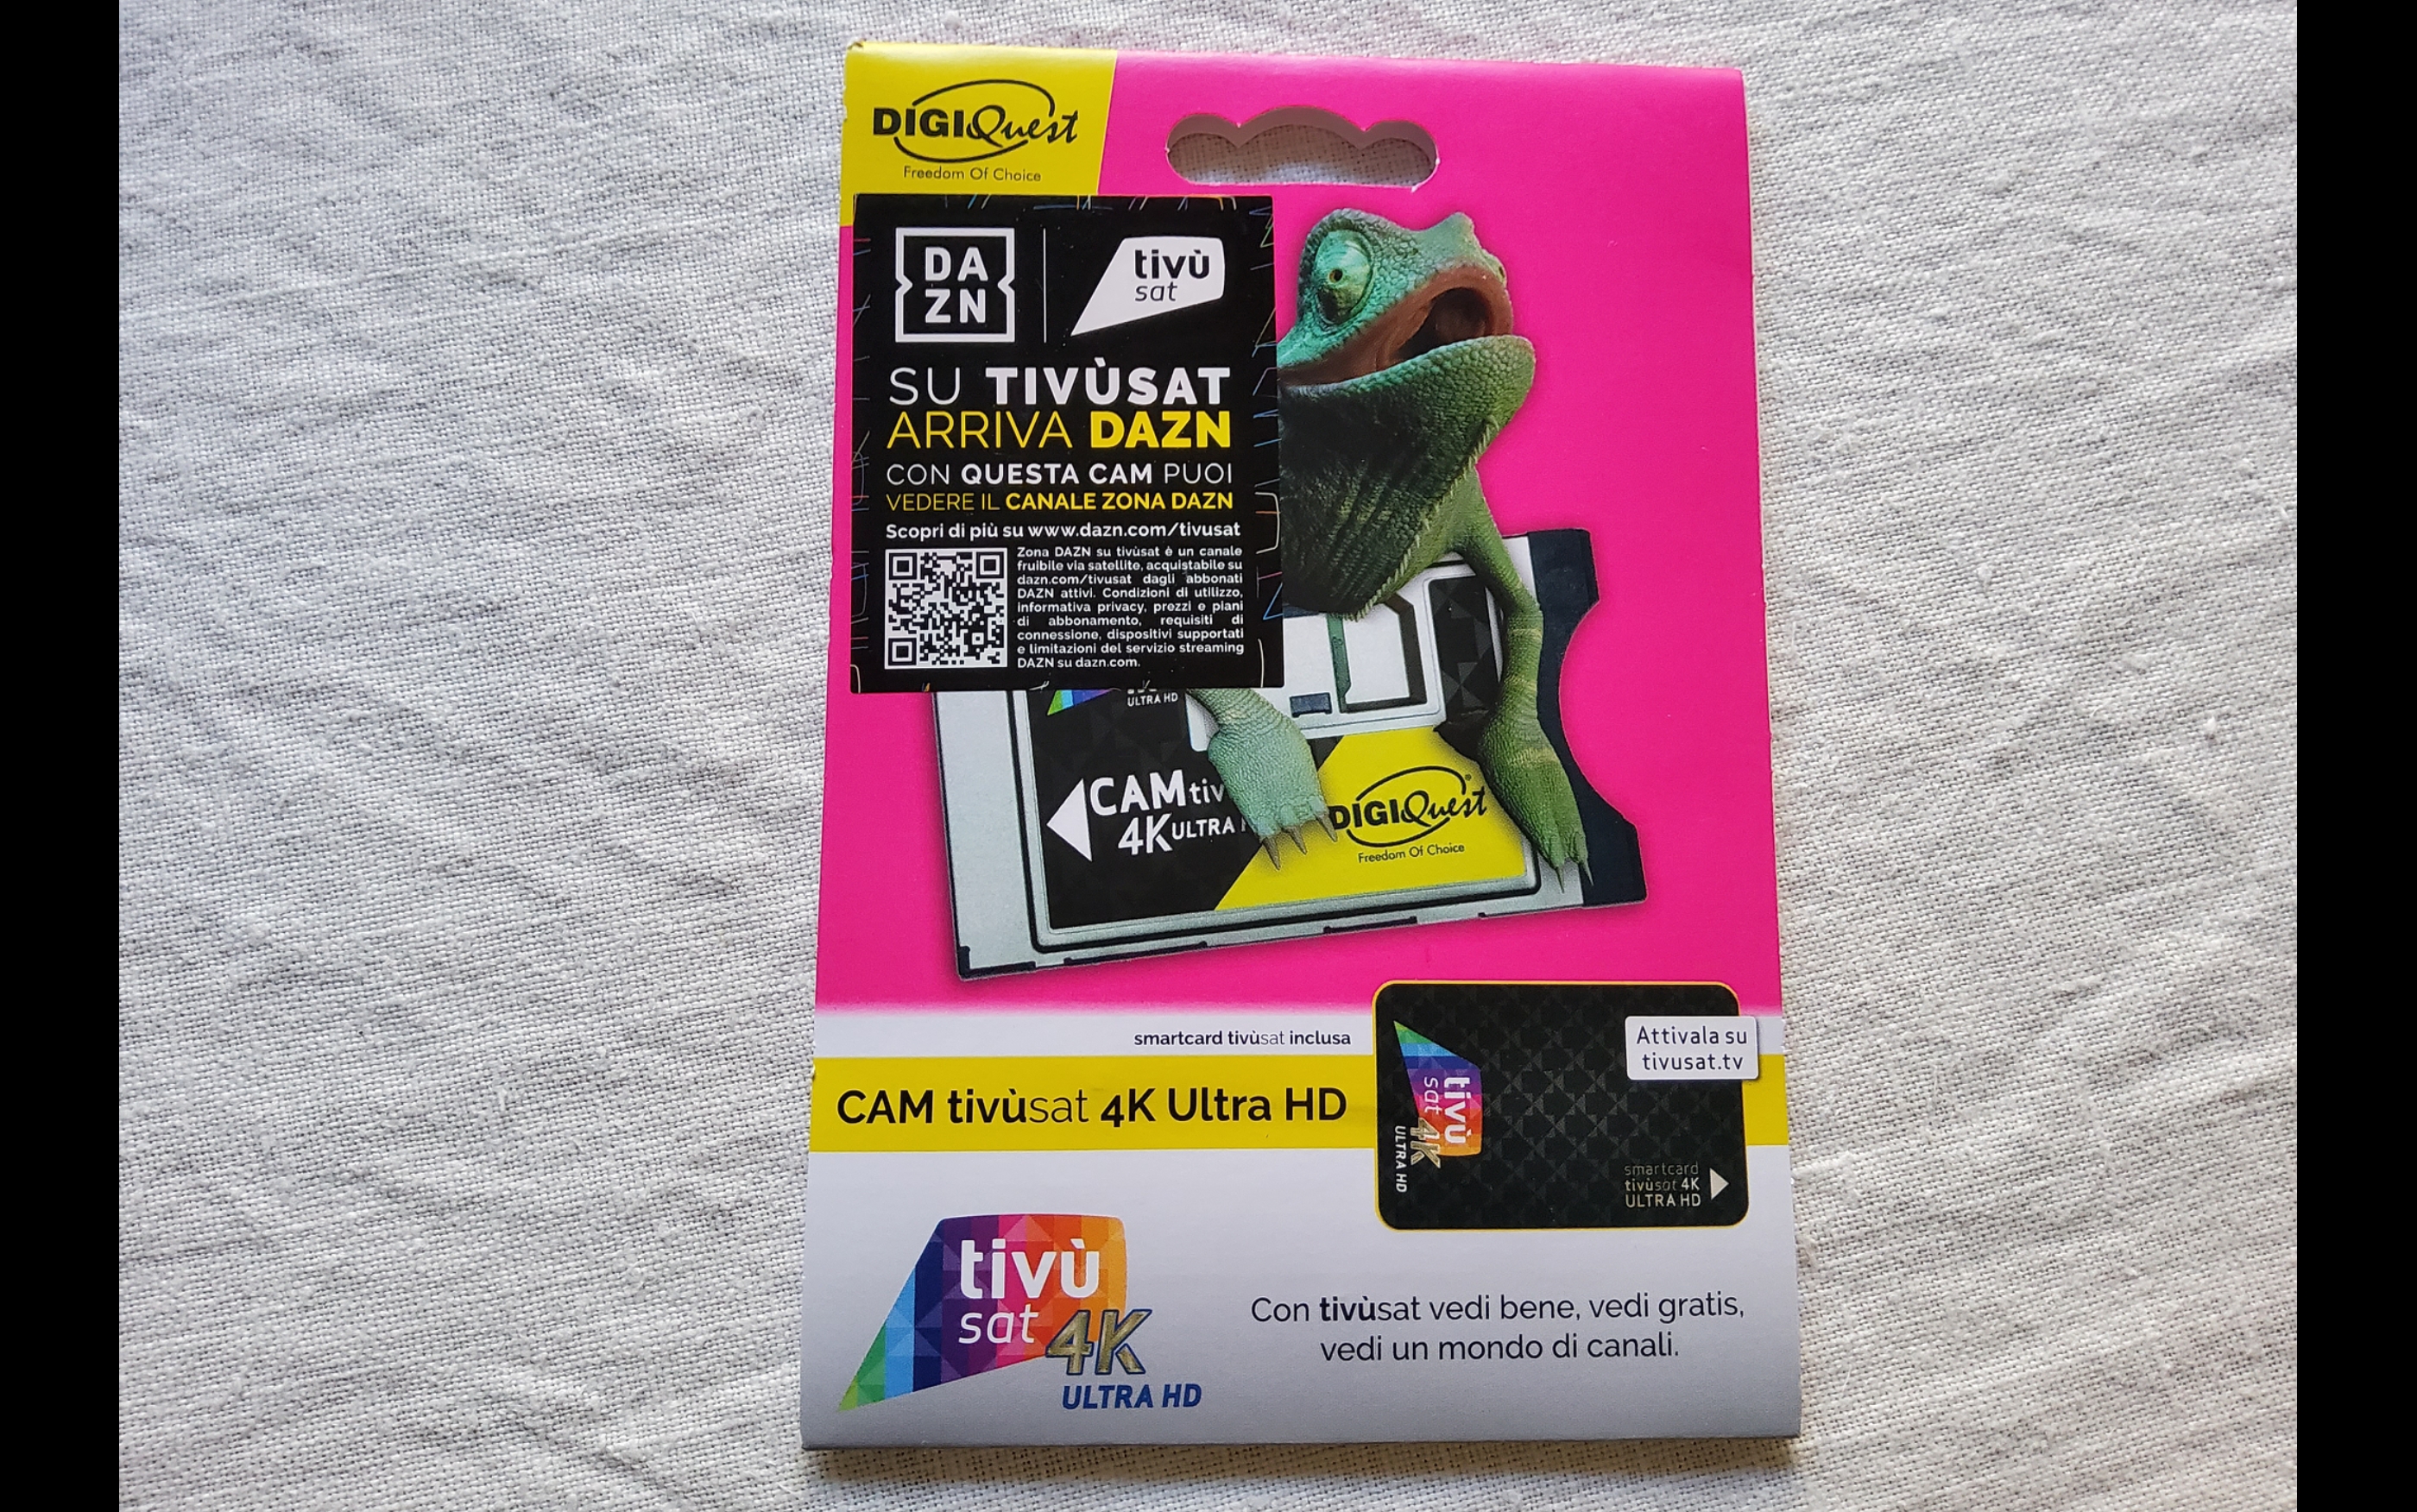 DIGIQuest
Freedom Of Choice
DA
ZN
tivù
sat
SU TIVÙSAT
ARRIVA DAZN
CON QUESTA CAM PUOI
VEDERE IL CANALE ZONA DAZN
Scopri di più su www.dazn.com/tivusat
Zona DAZN su tivùsat è un canale
fruibile via satellite, acquistabile su
dazn.com/tivusat dagli abbonati
DAZN attivi. Condizioni di utilizzo,
informativa privacy, prezzi e piani
di abbonamento, requisiti di
connessione, dispositivi supportati
e limitazioni del servizio streaming
DAZN su dazn.com.
ULTRA HD
CAM tiv
4K ULTRA
DIGIQuest®
Freedom Of Choice
smartcard tivùsat inclusa
Attivala su
tivusat.tv
CAM tivùsat 4K Ultra HD
tivù
sat 4K
ULTRA HD
smartcard
tivùsat 4K
ULTRA HD
tivù
sat 4K
ULTRA HD
Con tivùsat vedi bene, vedi gratis,
vedi un mondo di canali.